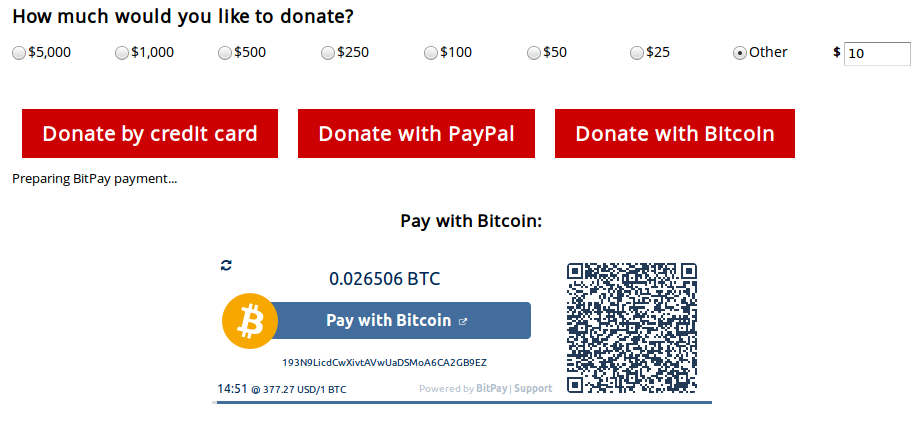 How much would you like to donate?
$5,000 $1,000 $500 $250 $100 $50 $25 Other $ 10
Donate by credit card Donate with PayPal Donate with Bitcoin
Preparing BitPay payment...
Pay with Bitcoin:
0.026506 BTC
Pay with Bitcoin
193N9LicdCwXivtAVwUaDSMoA6CA2GB9EZ
14:51 @ 377.27 USD/1 BTC Powered by BitPay | Support